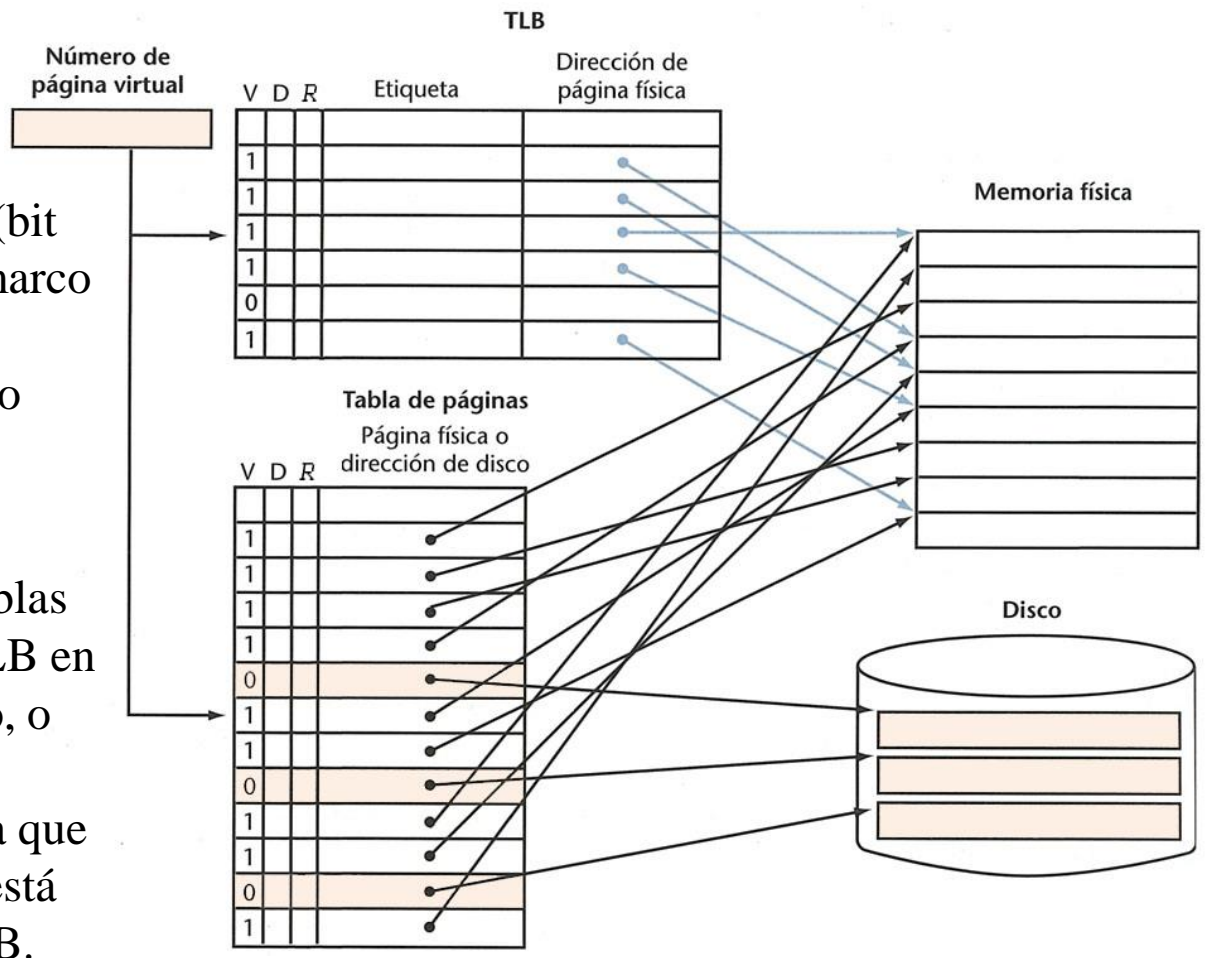 TLB
Número de
página virtual
V D R Etiqueta
Dirección de
página física
1
1
1
1
0
1
(bit
marco
o
blas
LB en
o, o
a que
está
B.
Tabla de páginas
Página física o
dirección de disco
V D R
1
1
1
1
0
1
1
0
1
1
0
1
Memoria física
Disco